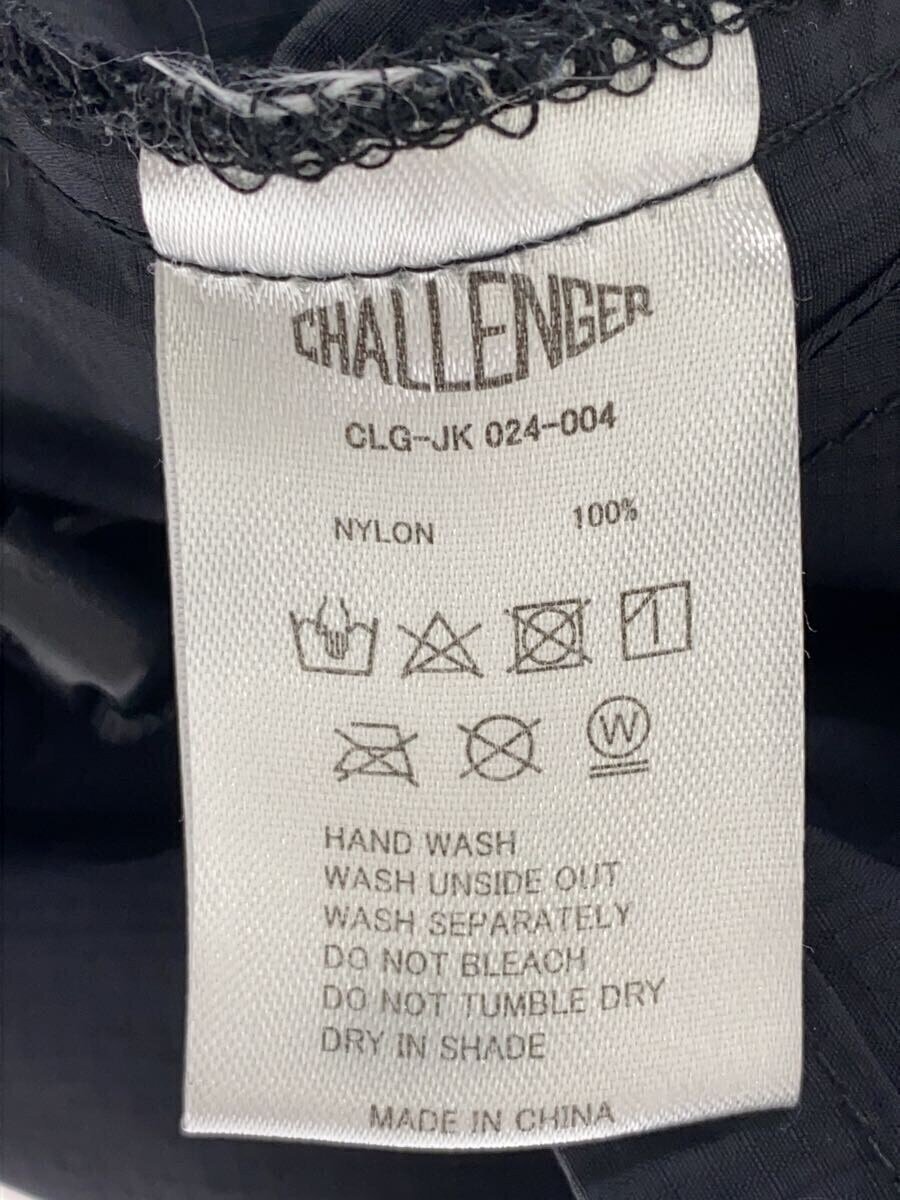 CHALLENGER
CLG-JK 024-004
NYLON 100%
W
HAND WASH
WASH UNSIDE OUT
WASH SEPARATELY
DO NOT BLEACH
DO NOT TUMBLE DRY
DRY IN SHADE
MADE IN CHINA